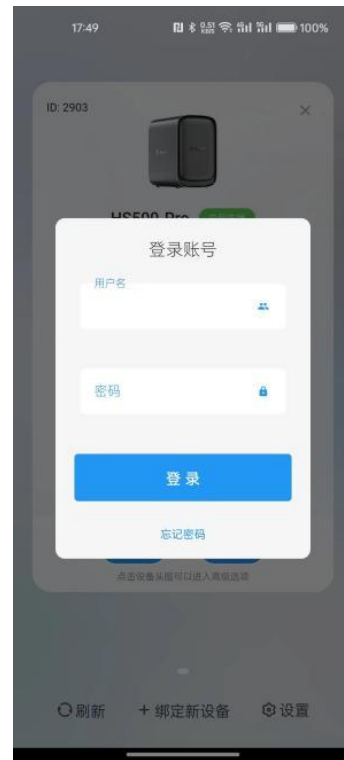 17:49
100%
ID: 2903
HS500 Pro
登录账号
用户名
密码
登录
忘记密码
点击设备头图可以进入高级选项
刷新
+ 绑定新设备
设置